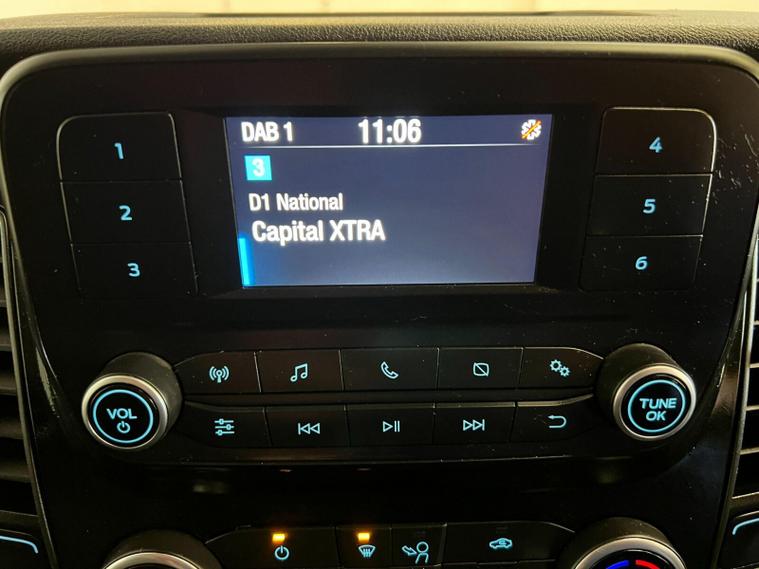 DAB 1 11:06
3
D1 National
Capital XTRA
1
2
3
4
5
6
VOL
TUNE
OK